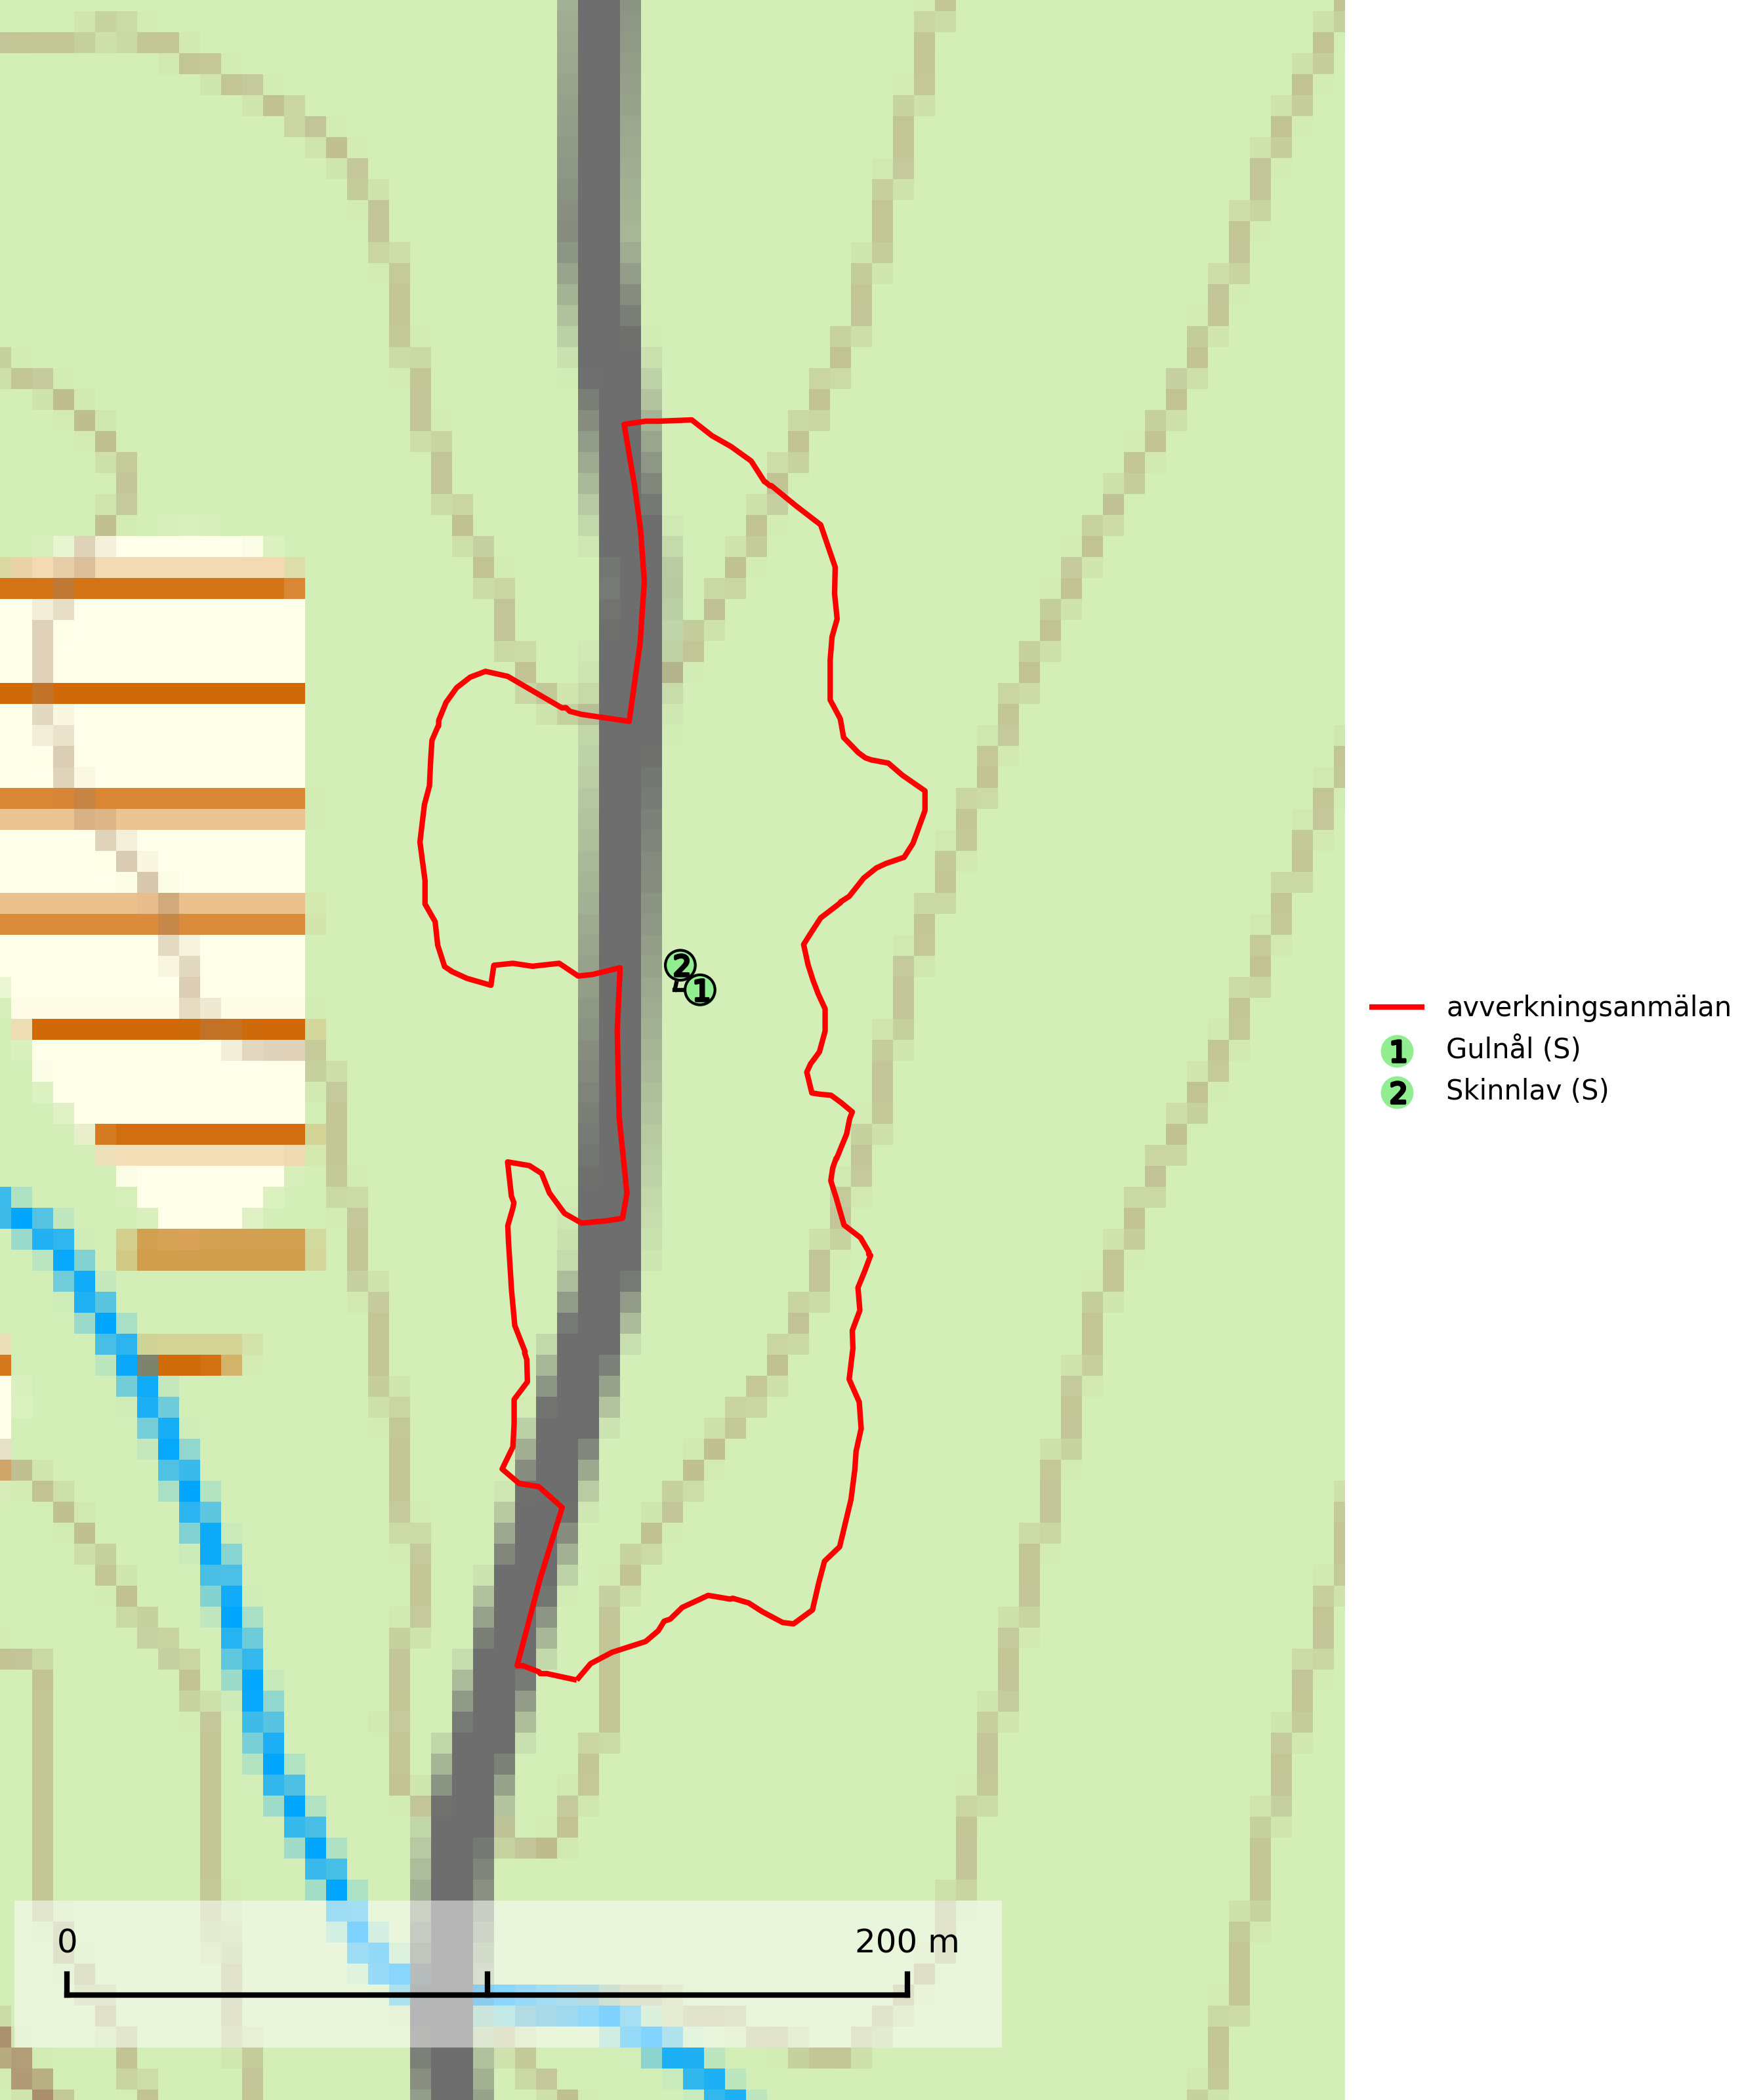 2
1
avverkningsanmälan
1 Gulnål (S)
2 Skinnlav (S)
0 200 m